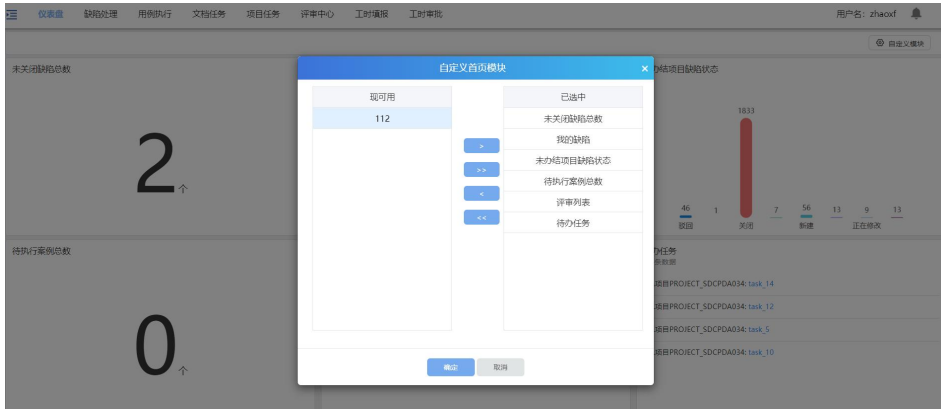 仪表盘 缺陷处理 用例执行 文档任务 项目任务 评审中心 工时填报 工时审批 用户名: zhaoxf
自定义模块
未关闭缺陷总数
自定义首页模块
×
办结项目缺陷状态
现可用
已选中
112
未关闭缺陷总数
我的缺陷
未办结项目缺陷状态
待执行案例总数
评审列表
待办任务
>
>>
<
<<
2个
1833
46 1 7 56 13 9 13
驳回 关闭 新建 正在修改
待执行案例总数
办任务
条数据
项目PROJECT_SDCPDA034: task_14
项目PROJECT_SDCPDA034: task_12
项目PROJECT_SDCPDA034: task_5
项目PROJECT_SDCPDA034: task_10
0个
确定 取消